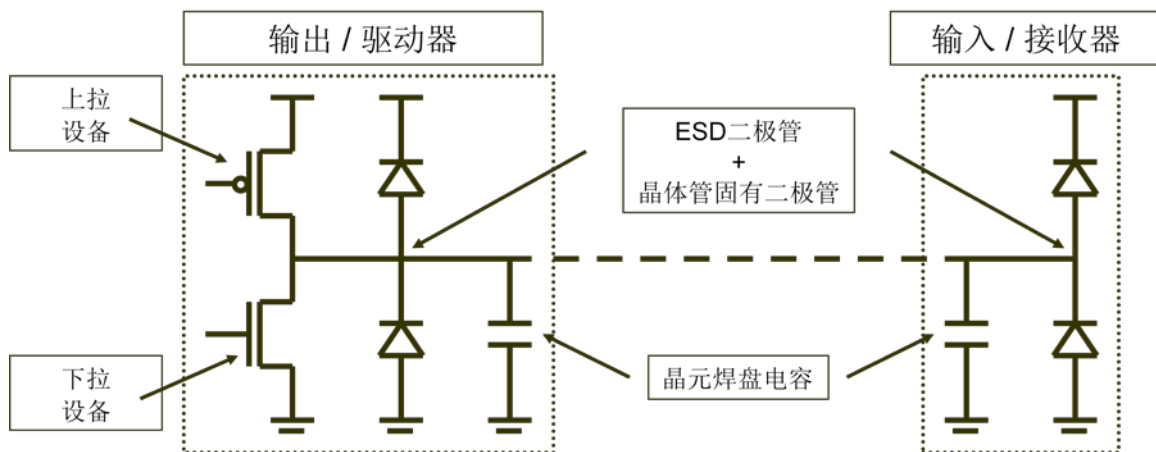 输出 / 驱动器
输入 / 接收器
上拉
设备
ESD二极管
+
晶体管固有二极管
下拉
设备
晶元焊盘电容